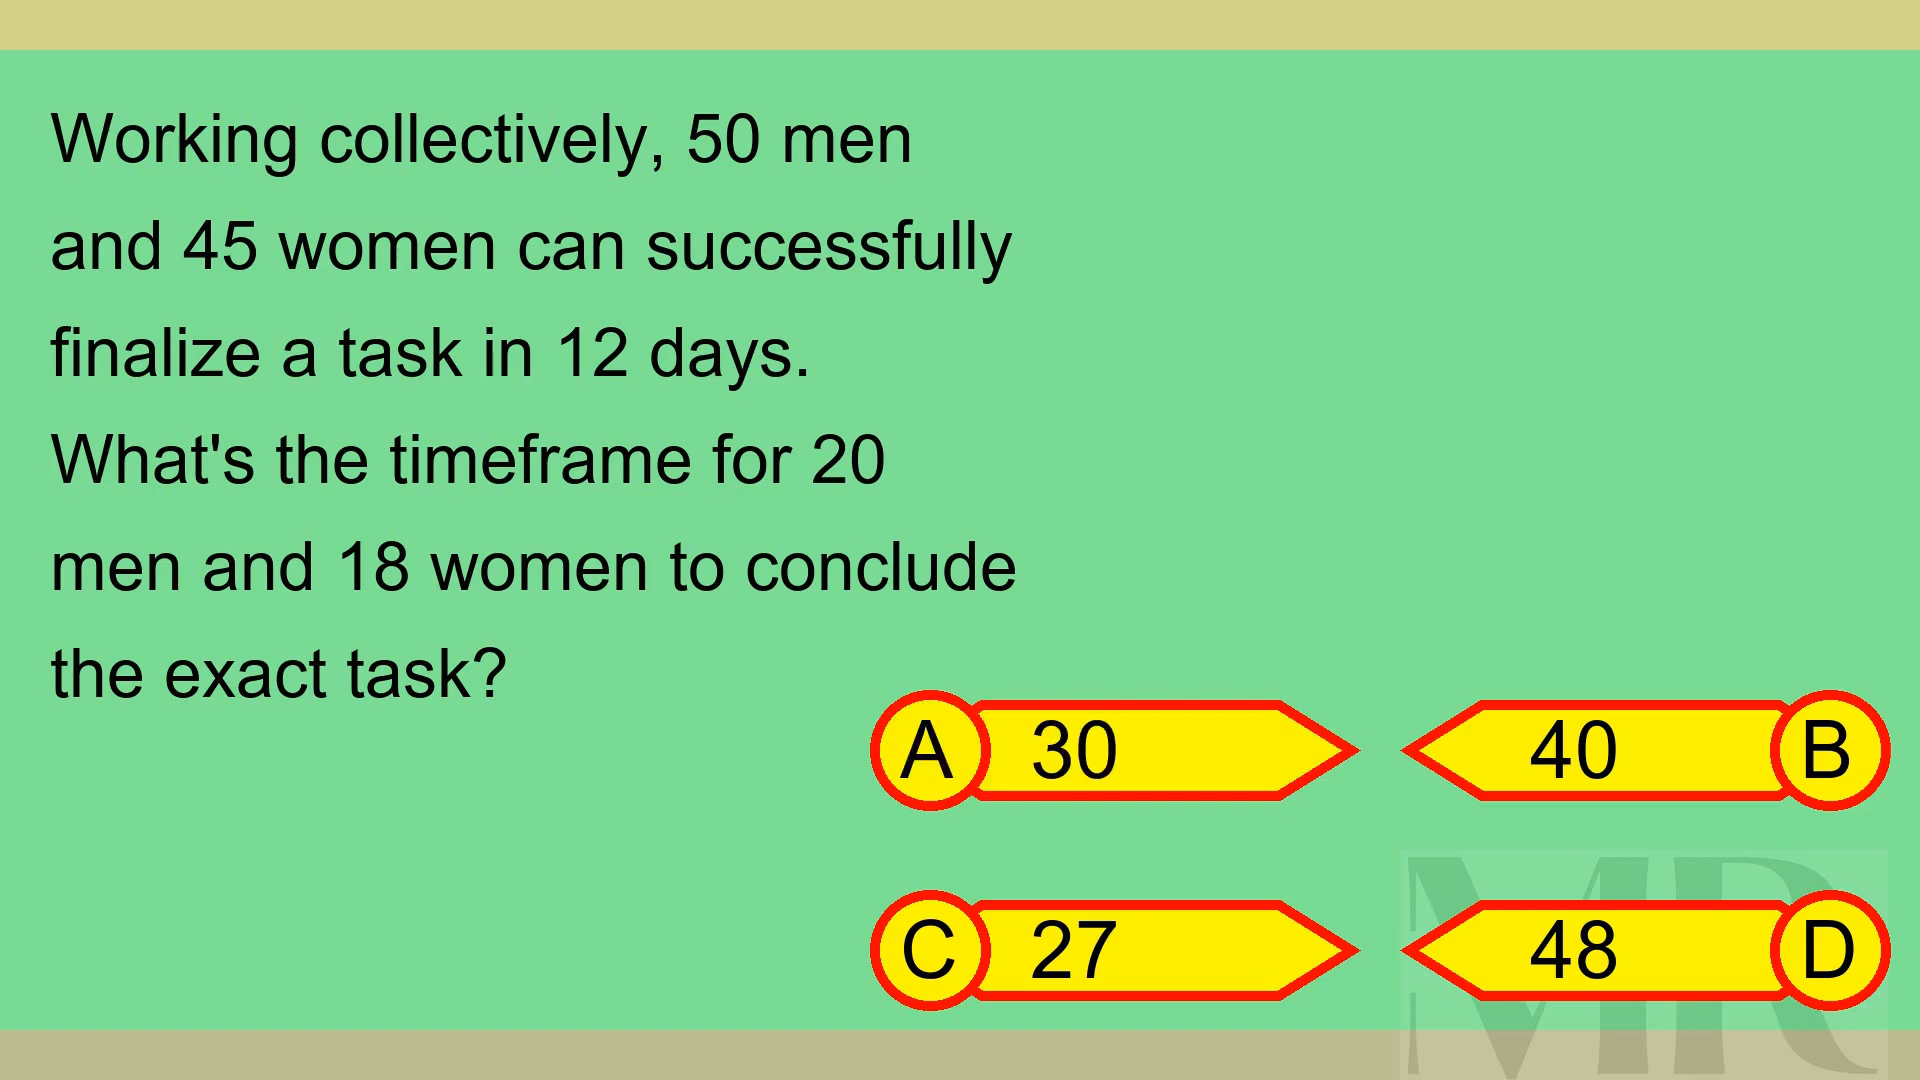 Working collectively, 50 men
and 45 women can successfully
finalize a task in 12 days.
What's the timeframe for 20
men and 18 women to conclude
the exact task?
A 30
40 B
C 27
48 D
MR